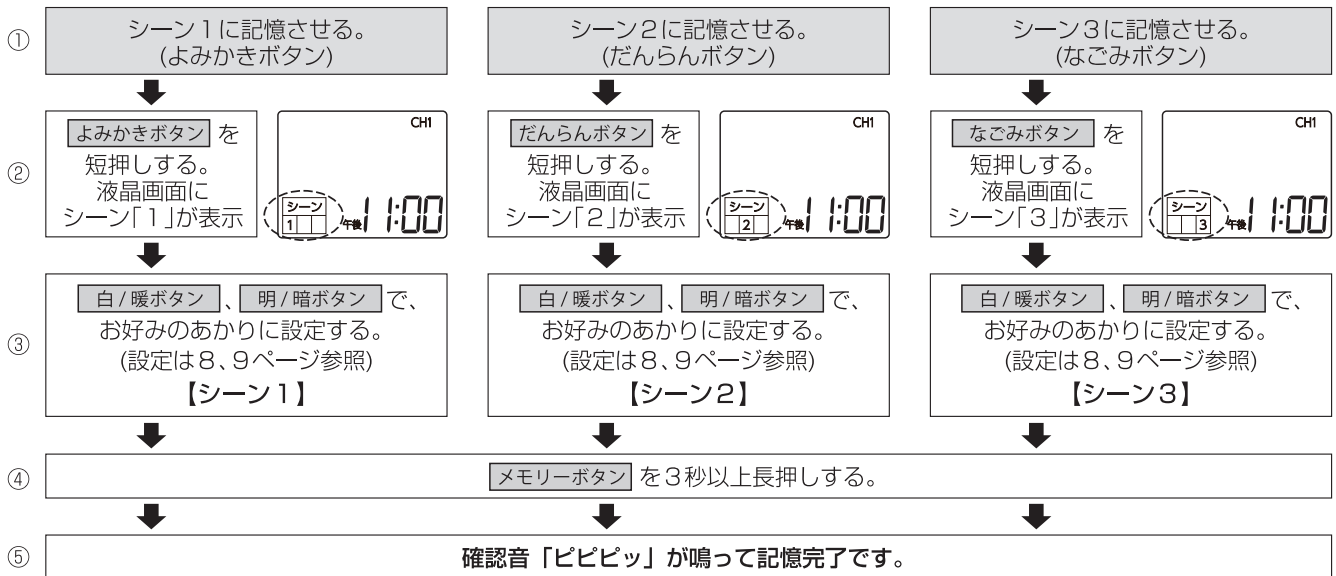 ①
シーン1に記憶させる。
(よみかきボタン)
シーン2に記憶させる。
(だんらんボタン)
シーン3に記憶させる。
(なごみボタン)
②
よみかきボタン を
短押しする。
液晶画面に
シーン「1」が表示
CH1
シーン
1
午後 11:00
だんらんボタン を
短押しする。
液晶画面に
シーン「2」が表示
CH1
シーン
2
午後 11:00
なごみボタン を
短押しする。
液晶画面に
シーン「3」が表示
CH1
シーン
3
午後 11:00
③
白/暖ボタン、明/暗ボタン で、
お好みのあかりに設定する。
(設定は8、9ページ参照)
【シーン1】
白/暖ボタン、明/暗ボタン で、
お好みのあかりに設定する。
(設定は8、9ページ参照)
【シーン2】
白/暖ボタン、明/暗ボタン で、
お好みのあかりに設定する。
(設定は8、9ページ参照)
【シーン3】
④
メモリーボタン を3秒以上長押しする。
⑤
確認音「ピピピッ」が鳴って記憶完了です。